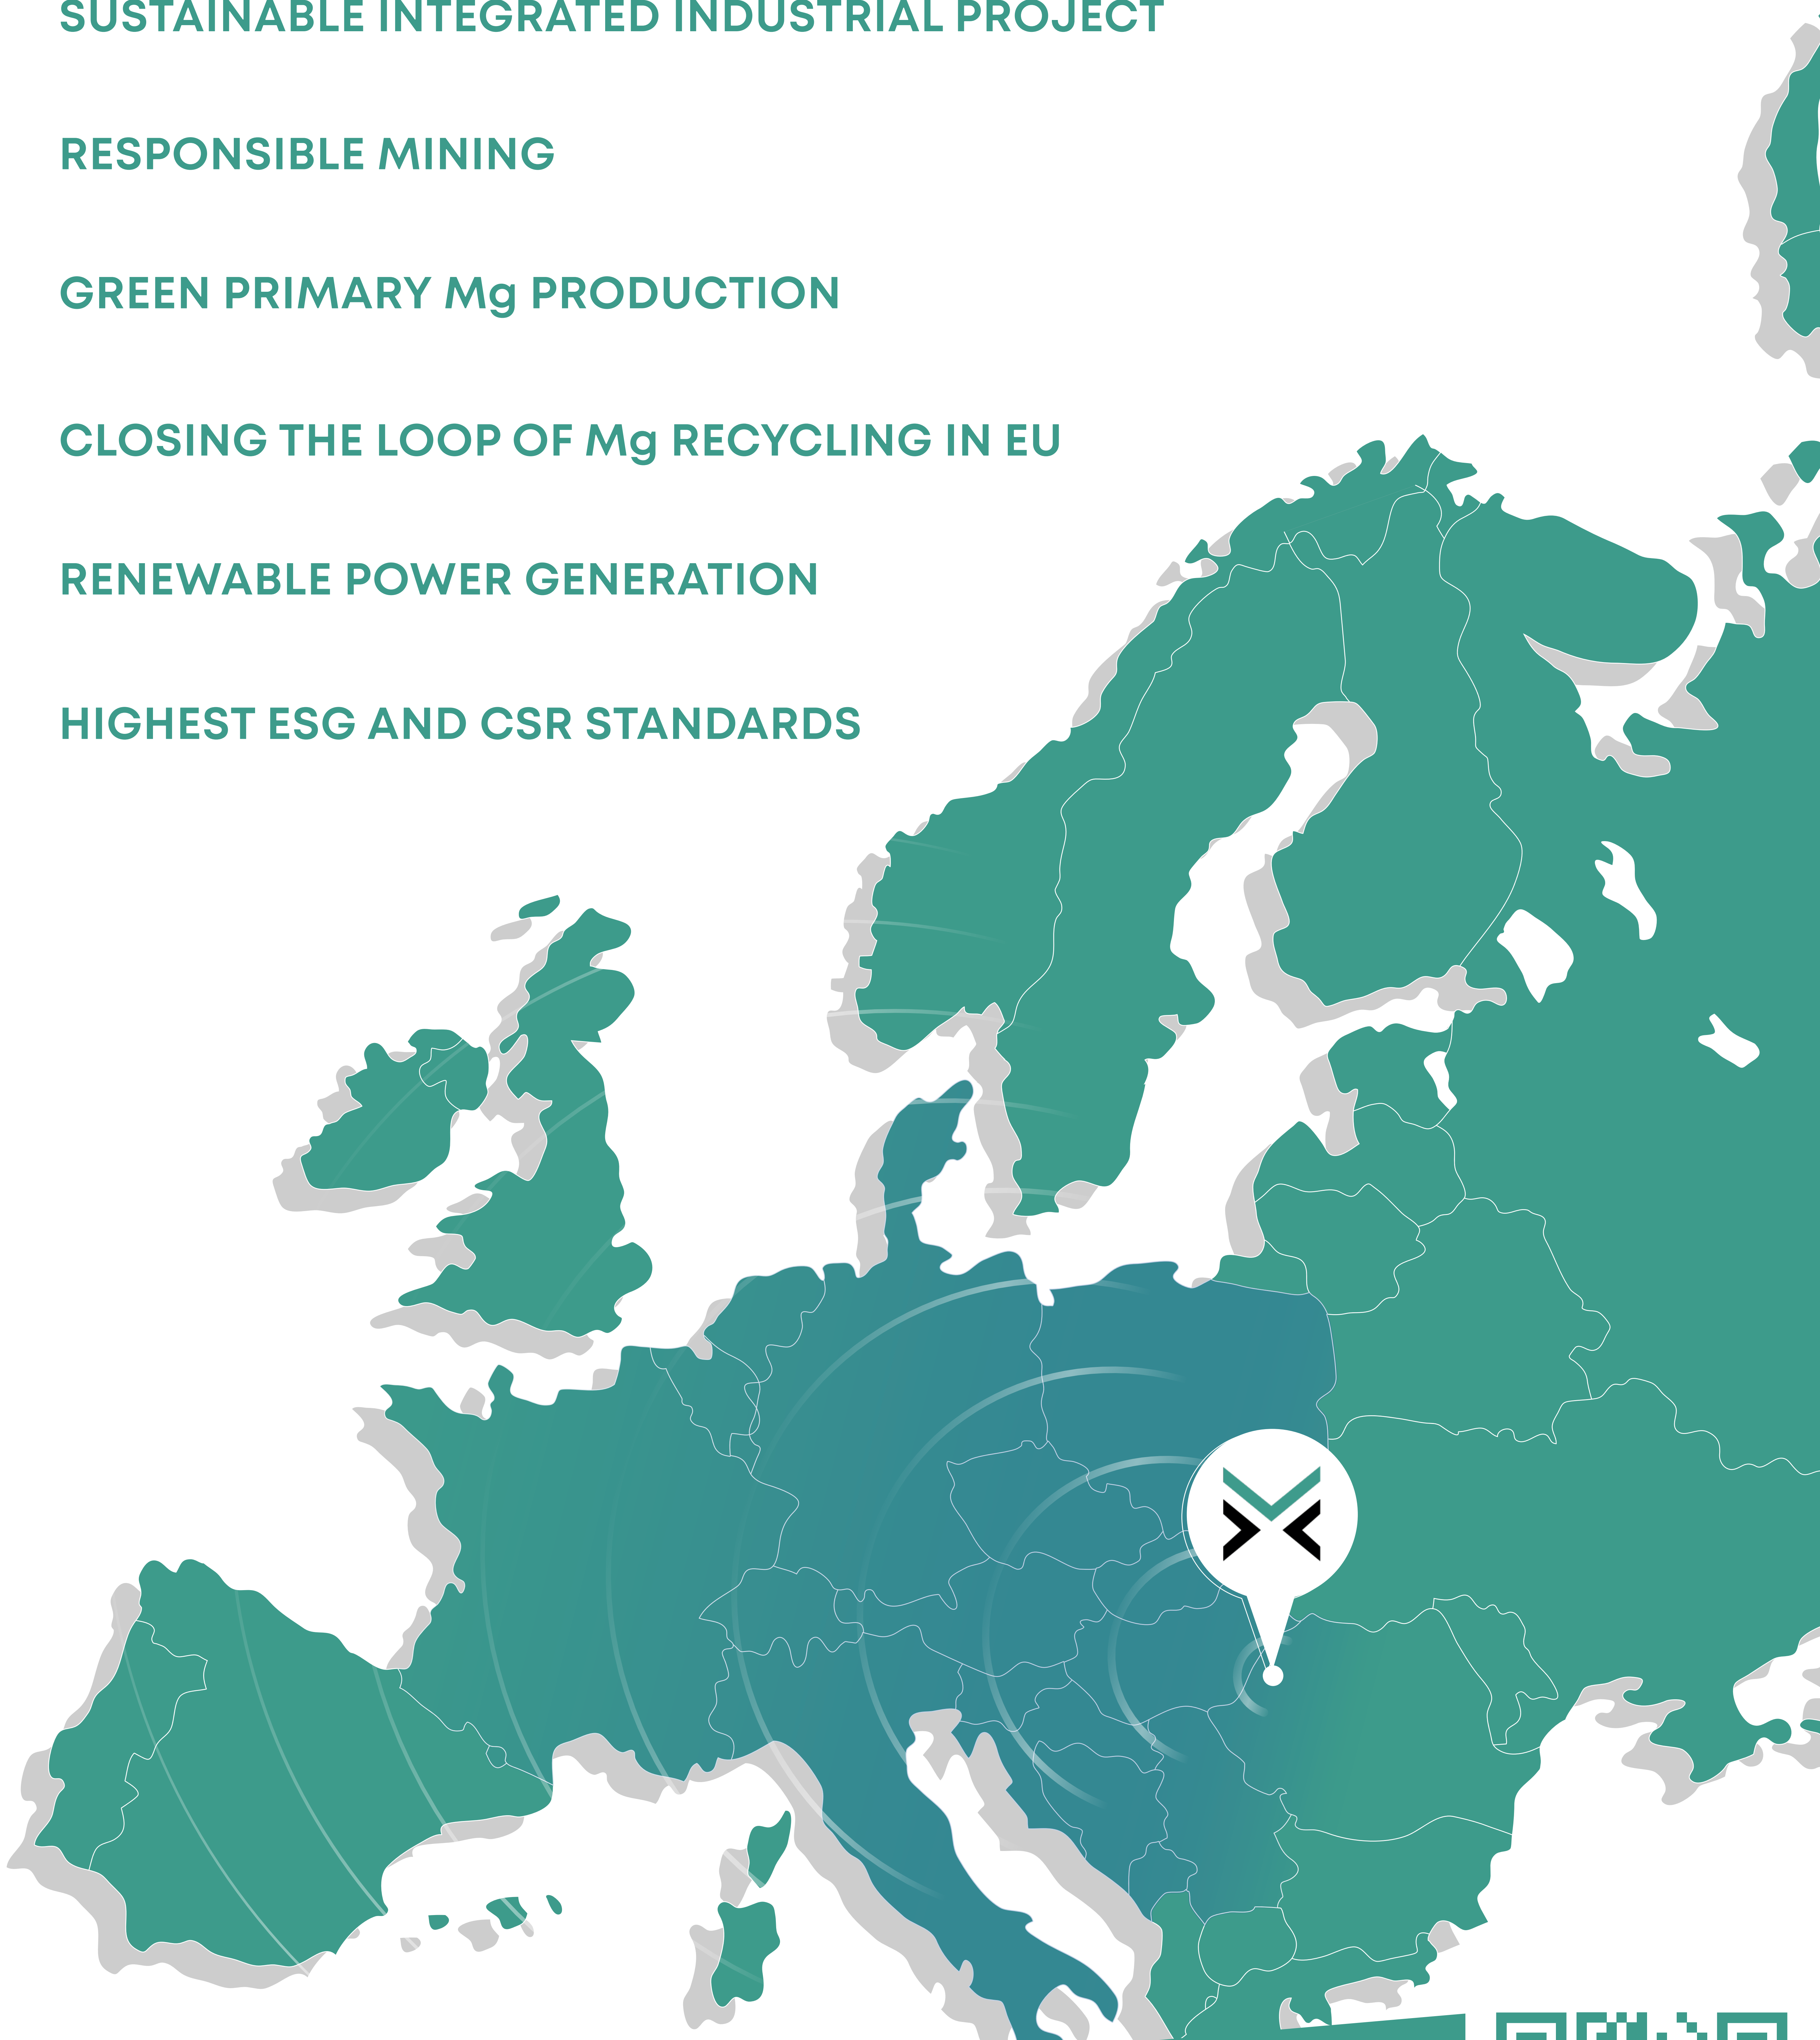 SUSTAINABLE INTEGRATED INDUSTRIAL PROJECT
RESPONSIBLE MINING
GREEN PRIMARY Mg PRODUCTION
CLOSING THE LOOP OF Mg RECYCLING IN EU
RENEWABLE POWER GENERATION
HIGHEST ESG AND CSR STANDARDS